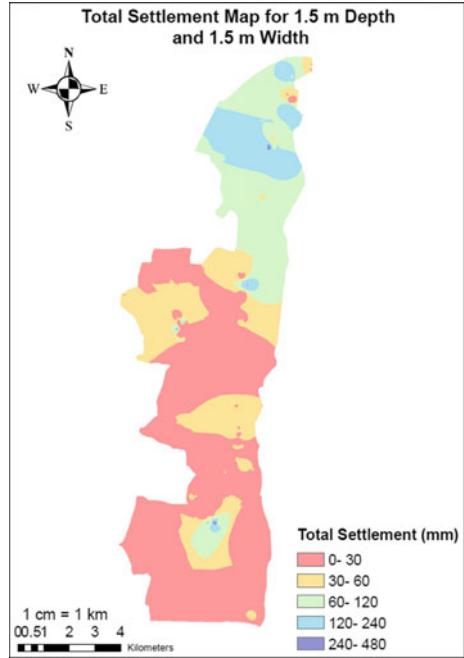 Total Settlement Map for 1.5 m Depth
and 1.5 m Width
N
W E
S
Total Settlement (mm)
0- 30
30- 60
60- 120
120- 240
240- 480
1 cm = 1 km
00.51 2 3 4
Kilometers